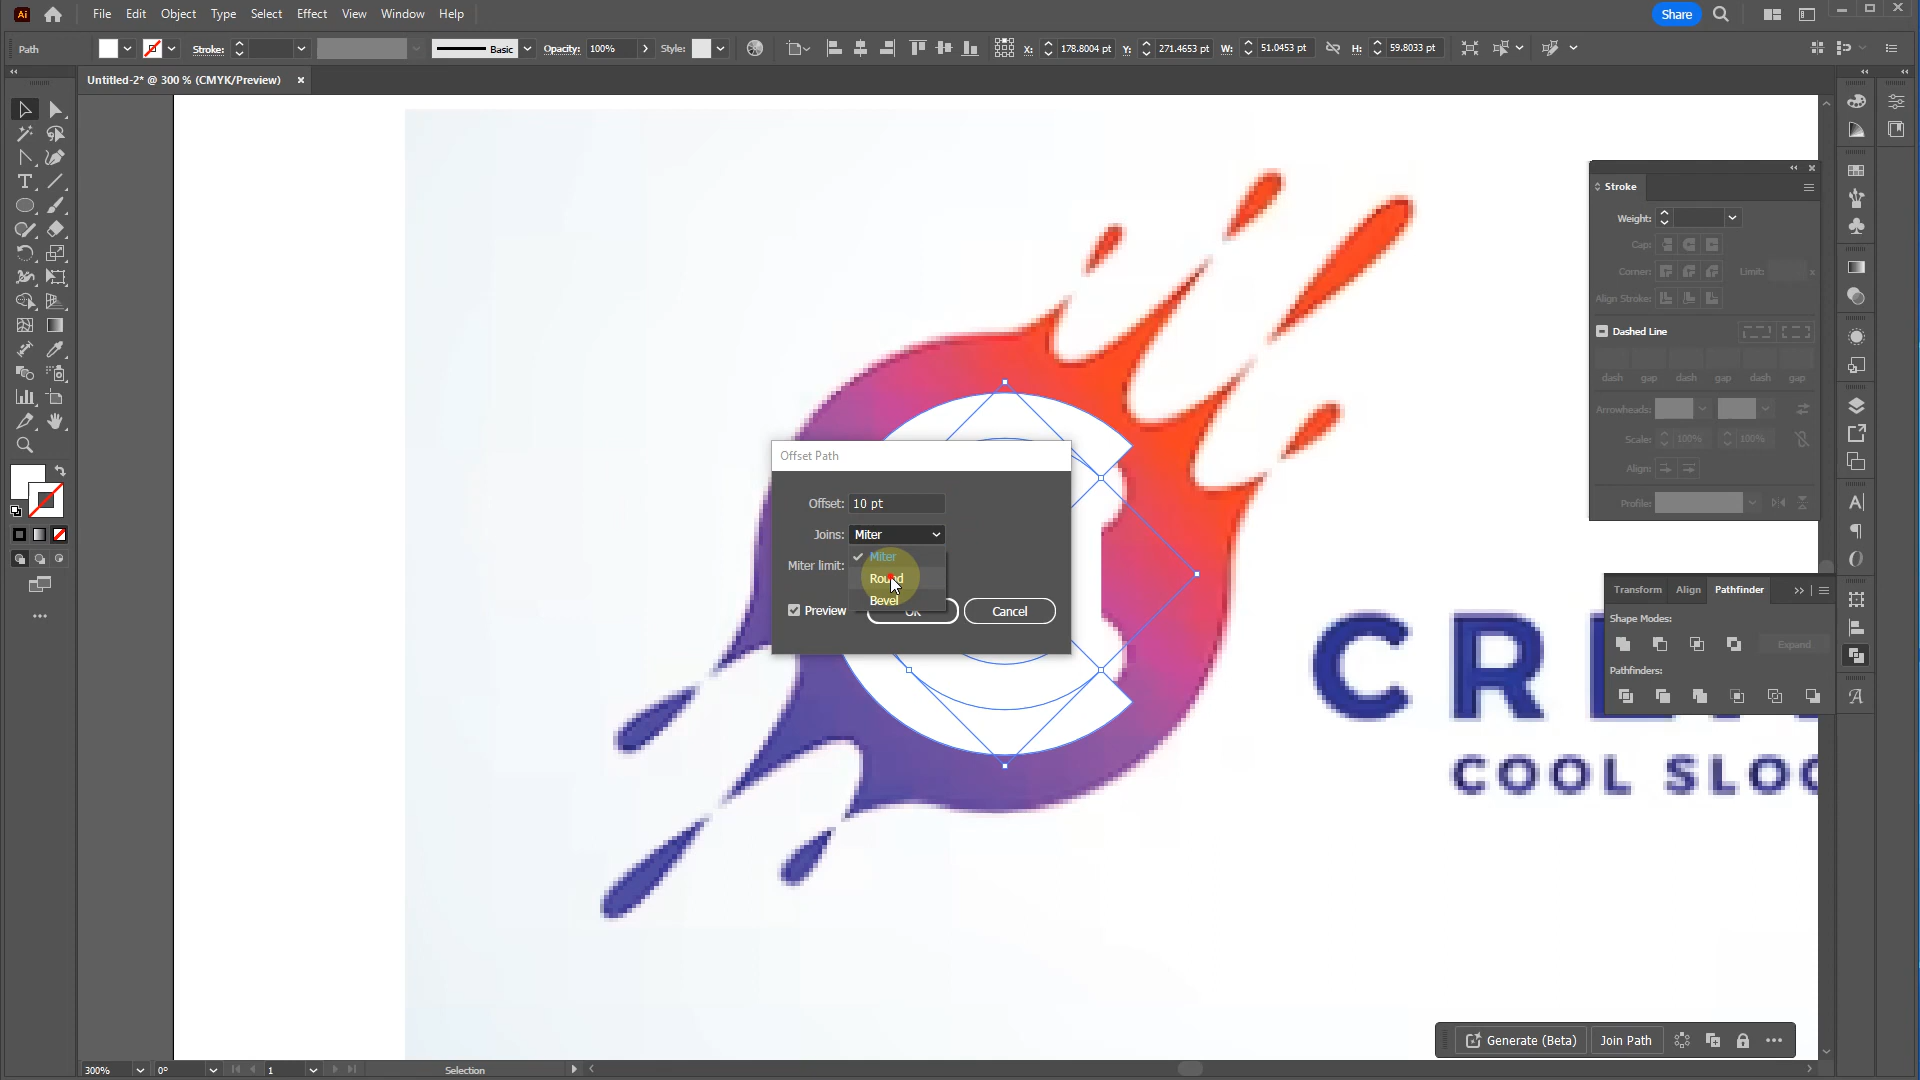 Ai File Edit Object Type Select Effect View Window Help Share
Path Stroke: Basic Opacity: 100% Style: X: 178.8004 pt Y: 271.4653 pt W: 51.0453 pt H: 59.8033 pt
Untitled-2* @ 300 % (CMYK/Preview) ×
Stroke
Weight:
Cap:
Corner: Limit: x
Align Stroke:
Dashed Line
dash gap dash gap dash gap
Arrowheads:
Scale: 100% 100%
Align:
Profile:
Offset Path
Offset: 10 pt
Joins: Miter
Miter
Miter limit:
Round
Bevel
Preview OK Cancel
Transform Align Pathfinder
Shape Modes:
Expand
Pathfinders:
CRE
COOL SLO
Generate (Beta) Join Path
300% 0° 1 Selection